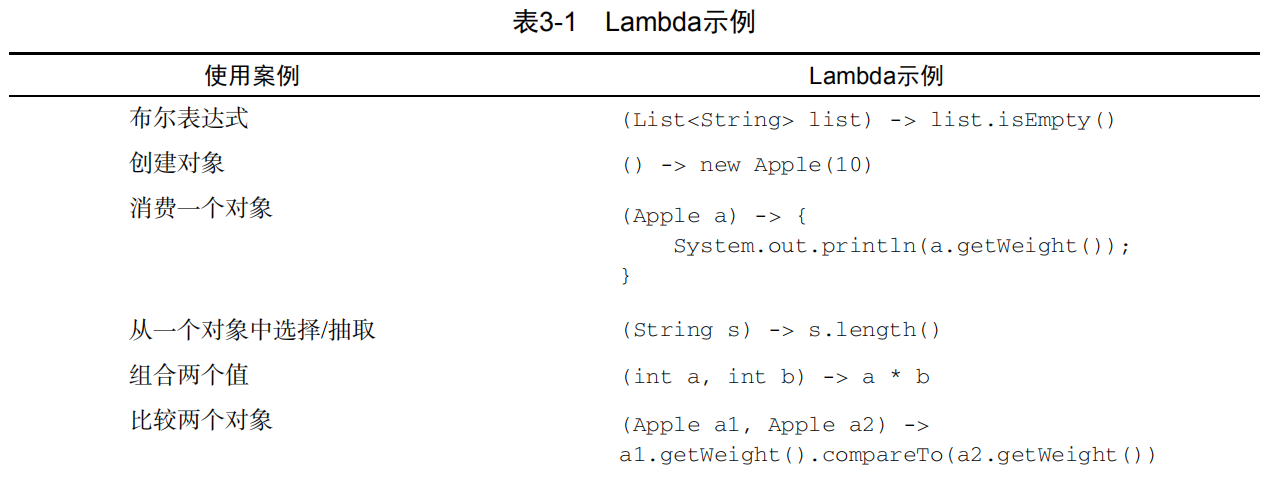 表3-1 Lambda示例
使用案例 Lambda示例
布尔表达式 (List<String> list) -> list.isEmpty()
创建对象 () -> new Apple(10)
消费一个对象 (Apple a) -> {
System.out.println(a.getWeight());
}
从一个对象中选择/抽取 (String s) -> s.length()
组合两个值 (int a, int b) -> a * b
比较两个对象 (Apple a1, Apple a2) ->
a1.getWeight().compareTo(a2.getWeight())